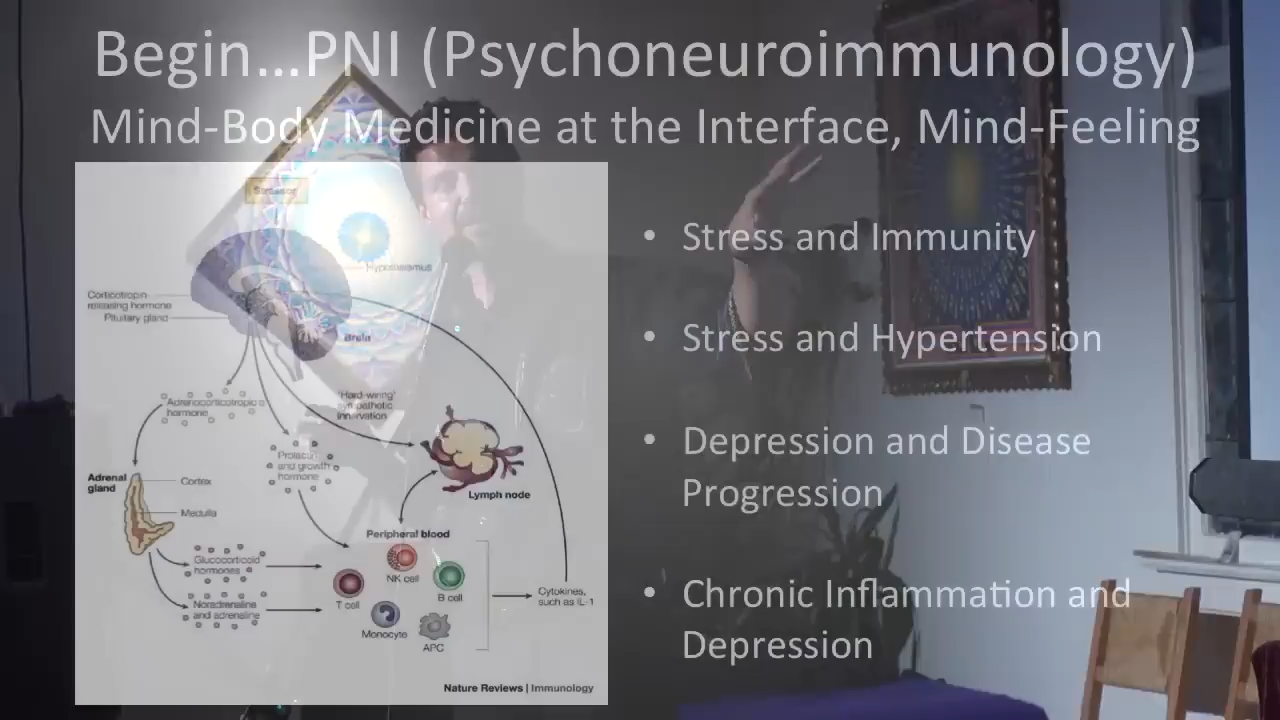 Begin...PNI (Psychoneuroimmunology)
Mind-Body Medicine at the Interface, Mind-Feeling
Stressor
Hypothalamus
Corticotropin
releasing hormone
Pituitary gland
Brain
'Hard-wiring'
sympathetic
innervation
Adrenocorticotropic
hormone
Prolactin
and growth
hormone
Adrenal
gland
Cortex
Medulla
Lymph node
Peripheral blood
Glucocorticoid
hormones
Noradrenaline
and adrenaline
NK cell
T cell
B cell
Monocyte
APC
Cytokines,
such as IL-1
Nature Reviews | Immunology
• Stress and Immunity
• Stress and Hypertension
• Depression and Disease
Progression
• Chronic Inflammation and
Depression